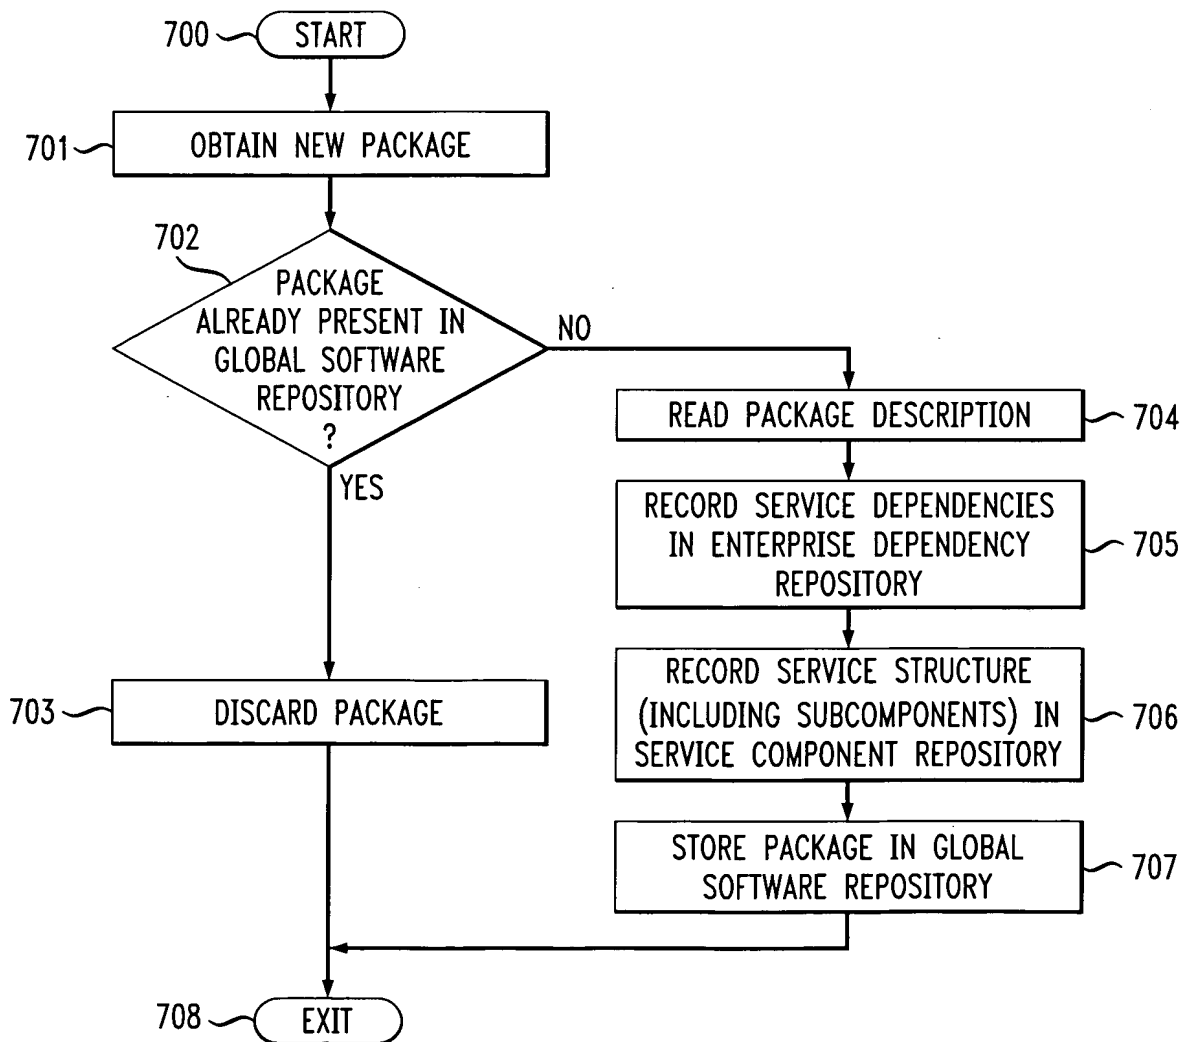 700
START
701
OBTAIN NEW PACKAGE
702
PACKAGE
ALREADY PRESENT IN
GLOBAL SOFTWARE
REPOSITORY
?
NO
YES
READ PACKAGE DESCRIPTION
704
RECORD SERVICE DEPENDENCIES
IN ENTERPRISE DEPENDENCY
REPOSITORY
705
RECORD SERVICE STRUCTURE
(INCLUDING SUBCOMPONENTS) IN
SERVICE COMPONENT REPOSITORY
706
703
DISCARD PACKAGE
STORE PACKAGE IN GLOBAL
SOFTWARE REPOSITORY
707
708
EXIT